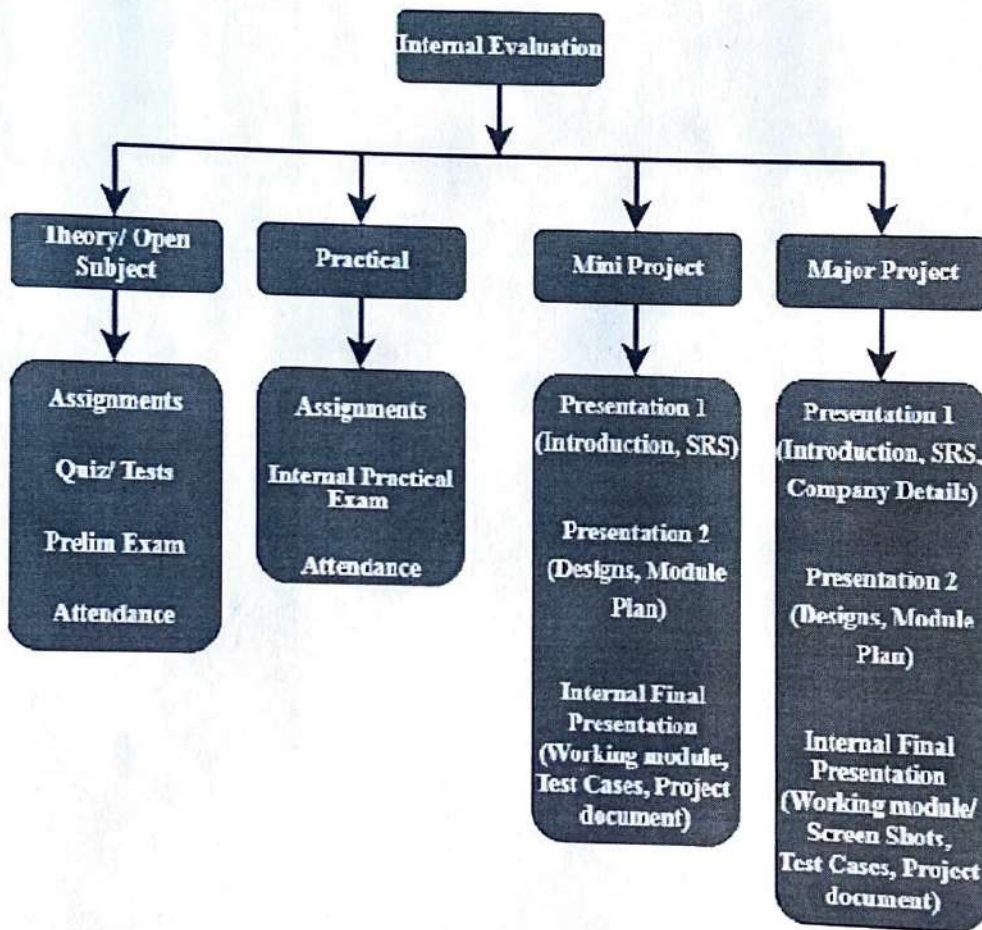 Internal Evaluation
Theory/ Open
Subject
Practical
Mini Project
Major Project
Assignments
Quiz/ Tests
Prelim Exam
Attendance
Assignments
Internal Practical
Exam
Attendance
Presentation 1
(Introduction, SRS)
Presentation 2
(Designs, Module
Plan)
Internal Final
Presentation
(Working module,
Test Cases, Project
document)
Presentation 1
(Introduction, SRS,
Company Details)
Presentation 2
(Designs, Module
Plan)
Internal Final
Presentation
(Working module/
Screen Shots,
Test Cases, Project
document)